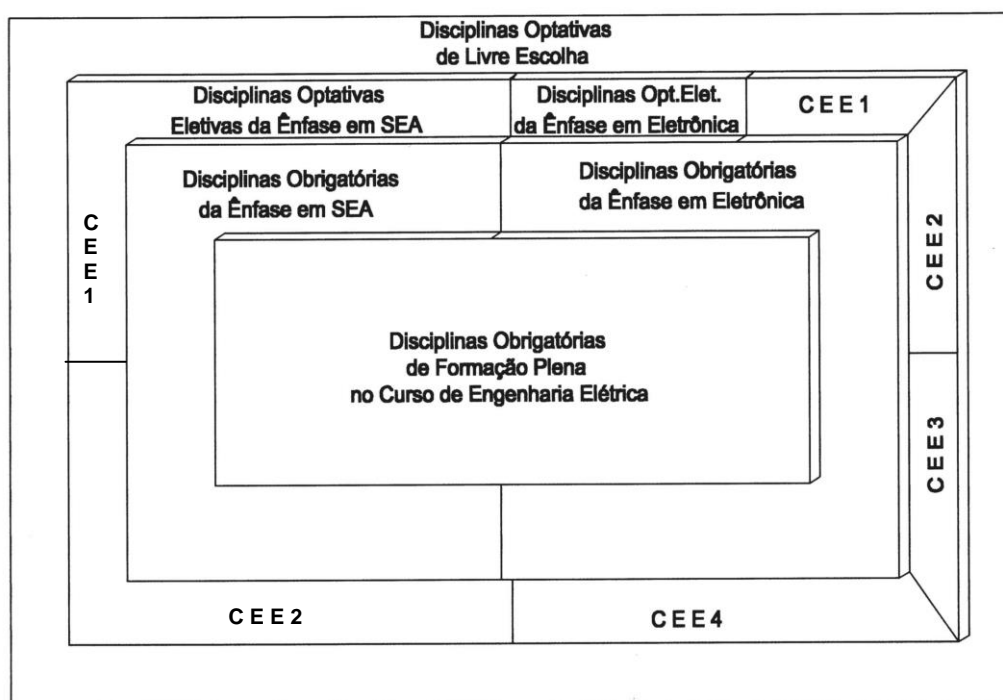 Disciplinas Optativas
de Livre Escolha
Disciplinas Optativas
Eletivas da Ênfase em SEA
Disciplinas Opt.Elet.
da Ênfase em Eletrônica
CEE1
Disciplinas Obrigatórias
da Ênfase em SEA
Disciplinas Obrigatórias
da Ênfase em Eletrônica
C
E
E
1
CEE2
Disciplinas Obrigatórias
de Formação Plena
no Curso de Engenharia Elétrica
CEE3
CEE2
CEE4